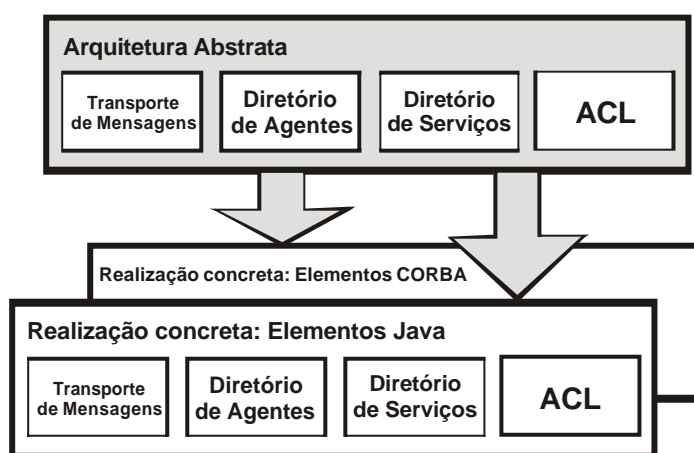 Arquitetura Abstrata
Transporte
de Mensagens
Diretório
de Agentes
Diretório
de Serviços
ACL
Realização concreta: Elementos CORBA
Realização concreta: Elementos Java
Transporte
de Mensagens
Diretório
de Agentes
Diretório
de Serviços
ACL